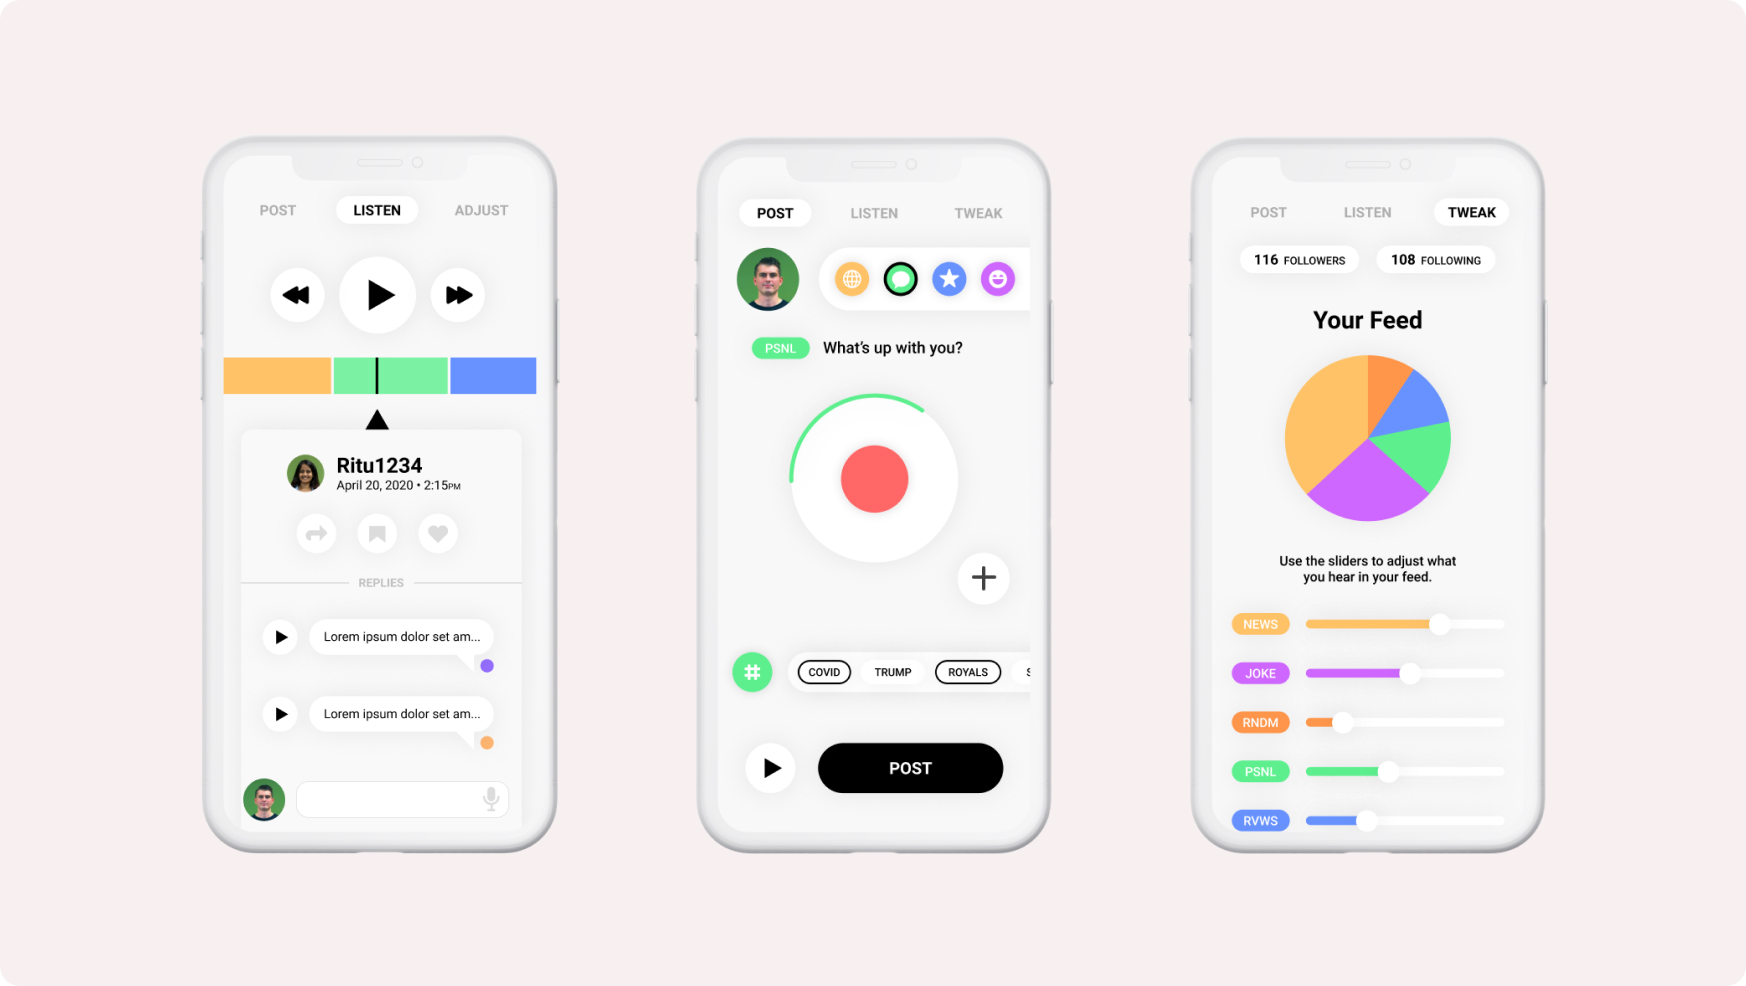 POST LISTEN ADJUST
Ritu1234
April 20, 2020 • 2:15PM
REPLIES
Lorem ipsum dolor set am...
Lorem ipsum dolor set am...
POST LISTEN TWEAK
PSNL What's up with you?
# COVID TRUMP ROYALS S
POST
POST LISTEN TWEAK
116 FOLLOWERS 108 FOLLOWING
Your Feed
Use the sliders to adjust what
you hear in your feed.
NEWS
JOKE
RNDM
PSNL
RVWS